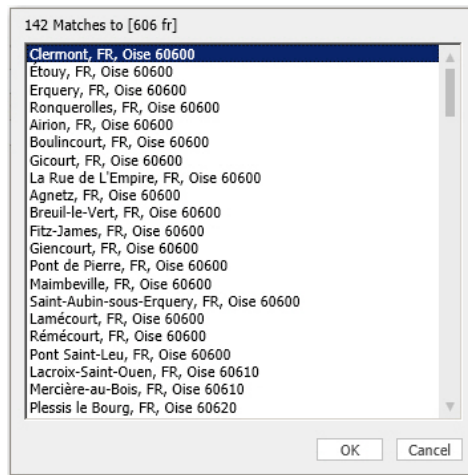 142 Matches to [606 fr]
Clermont, FR, Oise 60600
Étouy, FR, Oise 60600
Erquery, FR, Oise 60600
Ronquerolles, FR, Oise 60600
Airion, FR, Oise 60600
Boulincourt, FR, Oise 60600
Gicourt, FR, Oise 60600
La Rue de L'Empire, FR, Oise 60600
Agnetz, FR, Oise 60600
Breuil-le-Vert, FR, Oise 60600
Fitz-James, FR, Oise 60600
Giencourt, FR, Oise 60600
Pont de Pierre, FR, Oise 60600
Maimbeville, FR, Oise 60600
Saint-Aubin-sous-Erquery, FR, Oise 60600
Lamécourt, FR, Oise 60600
Rémécourt, FR, Oise 60600
Pont Saint-Leu, FR, Oise 60600
Lacroix-Saint-Ouen, FR, Oise 60610
Mercière-au-Bois, FR, Oise 60610
Plessis le Bourg, FR, Oise 60620
OK Cancel